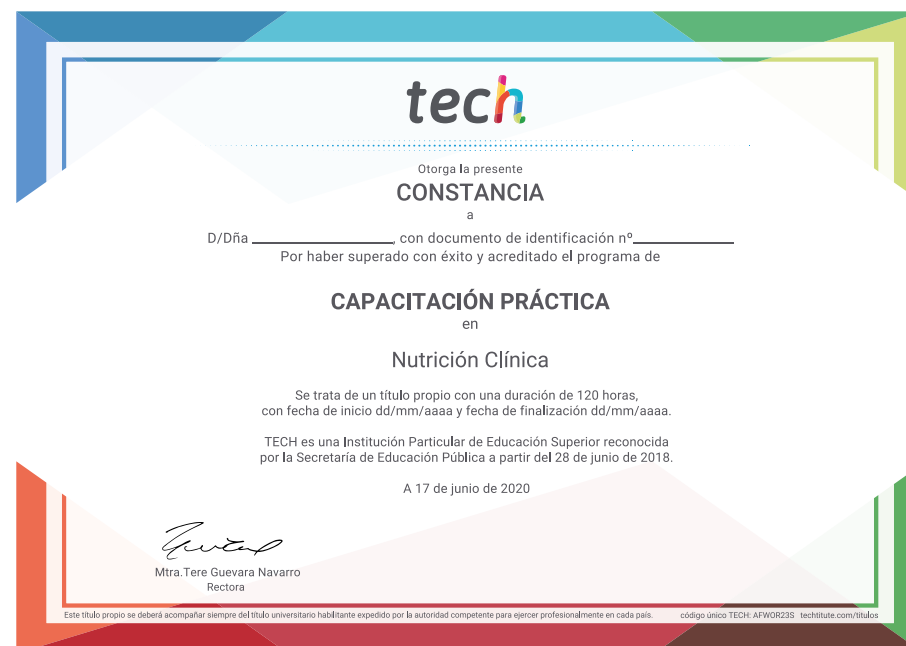 tech
Otorga la presente
CONSTANCIA
a
D/Dña ____________________, con documento de identificación nº______________
Por haber superado con éxito y acreditado el programa de
CAPACITACIÓN PRÁCTICA
en
Nutrición Clínica
Se trata de un título propio con una duración de 120 horas,
con fecha de inicio dd/mm/aaaa y fecha de finalización dd/mm/aaaa.
TECH es una Institución Particular de Educación Superior reconocida
por la Secretaría de Educación Pública a partir del 28 de junio de 2018.
A 17 de junio de 2020
Mtra.Tere Guevara Navarro
Rectora
Este título propio se deberá acompañar siempre del título universitario habilitante expedido por la autoridad competente para ejercer profesionalmente en cada país. código único TECH: AFWOR23S techtitute.com/titulos